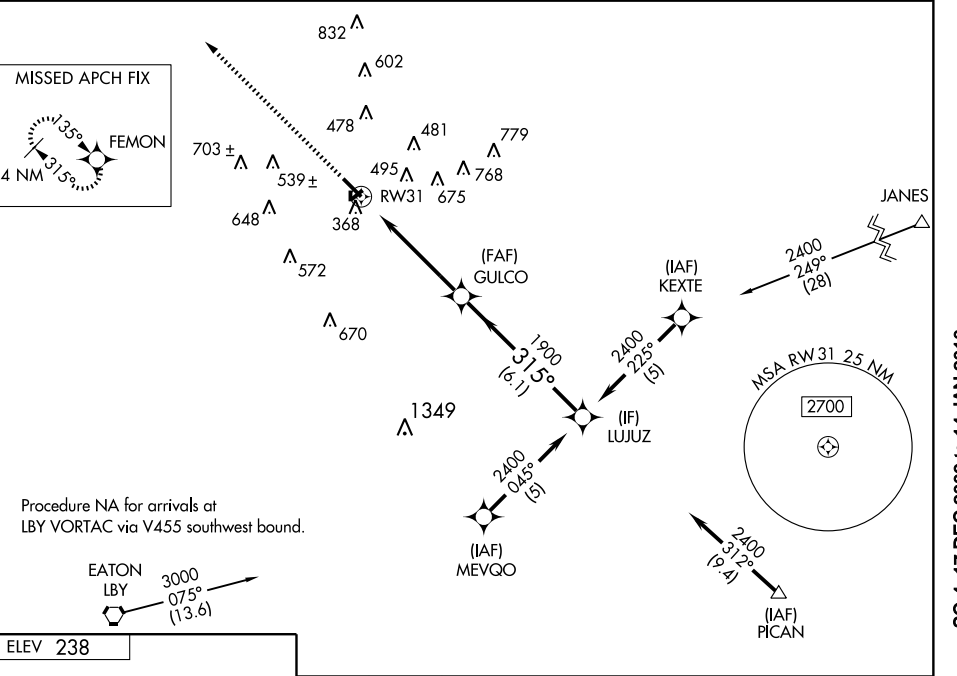 832
602
MISSED APCH FIX
478
135°
FEMON
315°
4 NM
481
779
703 ±
495
768
539 ±
675
RW31
648
368
JANES
572
(FAF)
GULCO
2400
249°
(28)
(IAF)
KEXTE
670
1900
315°
(6.1)
2400
225°
(5)
MSA RW 31 25 NM
2700
1349
(IF)
LUJUZ
2400
045°
(5)
Procedure NA for arrivals at
LBY VORTAC via V455 southwest bound.
(IAF)
MEVQO
2400
312°
(9.4)
EATON
LBY
3000
075°
(13.6)
(IAF)
PICAN
ELEV 238